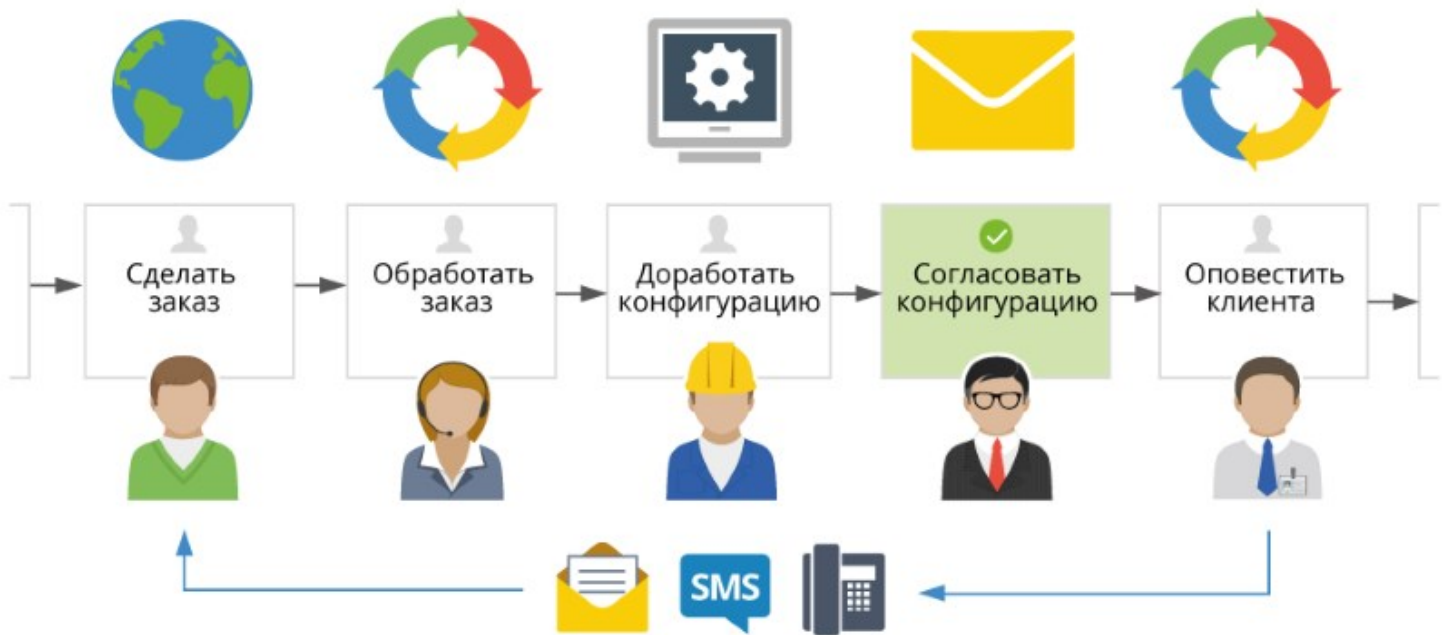 Сделать
заказ
Обработать
заказ
Доработать
конфигурацию
Согласовать
конфигурацию
Оповестить
клиента
SMS